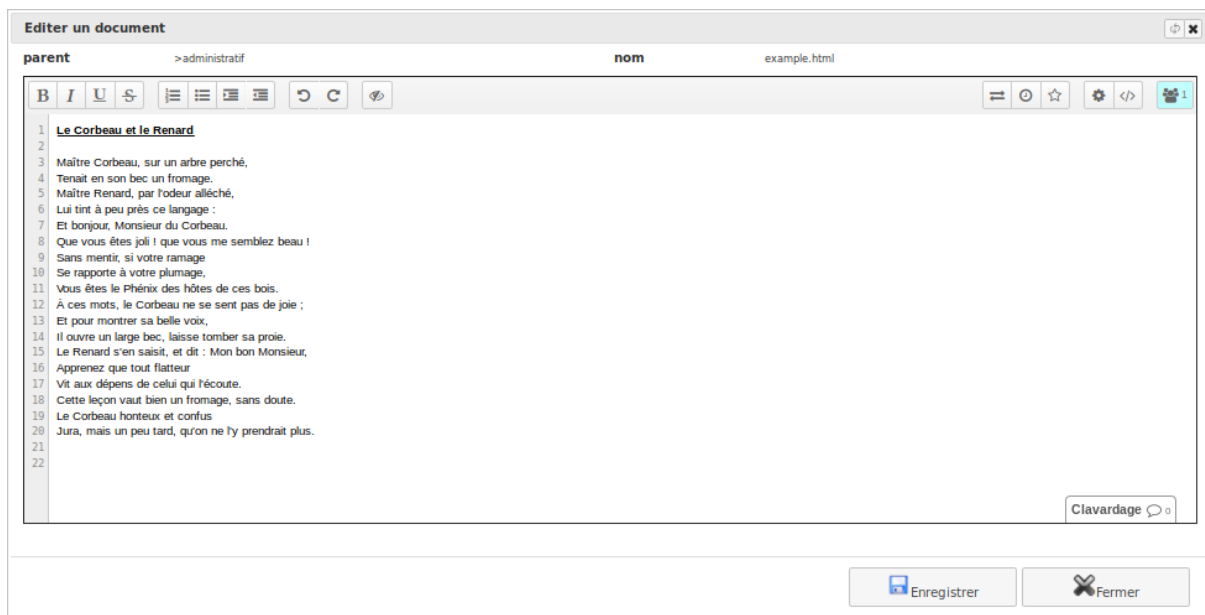 Editer un document
parent >administratif nom example.html
B I U S </> 1
1 Le Corbeau et le Renard
2
3 Maître Corbeau, sur un arbre perché,
4 Tenait en son bec un fromage.
5 Maître Renard, par l'odeur alléché,
6 Lui tint à peu près ce langage :
7 Et bonjour, Monsieur du Corbeau.
8 Que vous êtes joli ! que vous me semblez beau !
9 Sans mentir, si votre ramage
10 Se rapporte à votre plumage,
11 Vous êtes le Phénix des hôtes de ces bois.
12 À ces mots, le Corbeau ne se sent pas de joie ;
13 Et pour montrer sa belle voix,
14 Il ouvre un large bec, laisse tomber sa proie.
15 Le Renard s'en saisit, et dit : Mon bon Monsieur,
16 Apprenez que tout flatteur
17 Vit aux dépens de celui qui l'écoute.
18 Cette leçon vaut bien un fromage, sans doute.
19 Le Corbeau honteux et confus
20 Jura, mais un peu tard, qu'on ne l'y prendrait plus.
21
22
Clavardage 0
Enregistrer Fermer